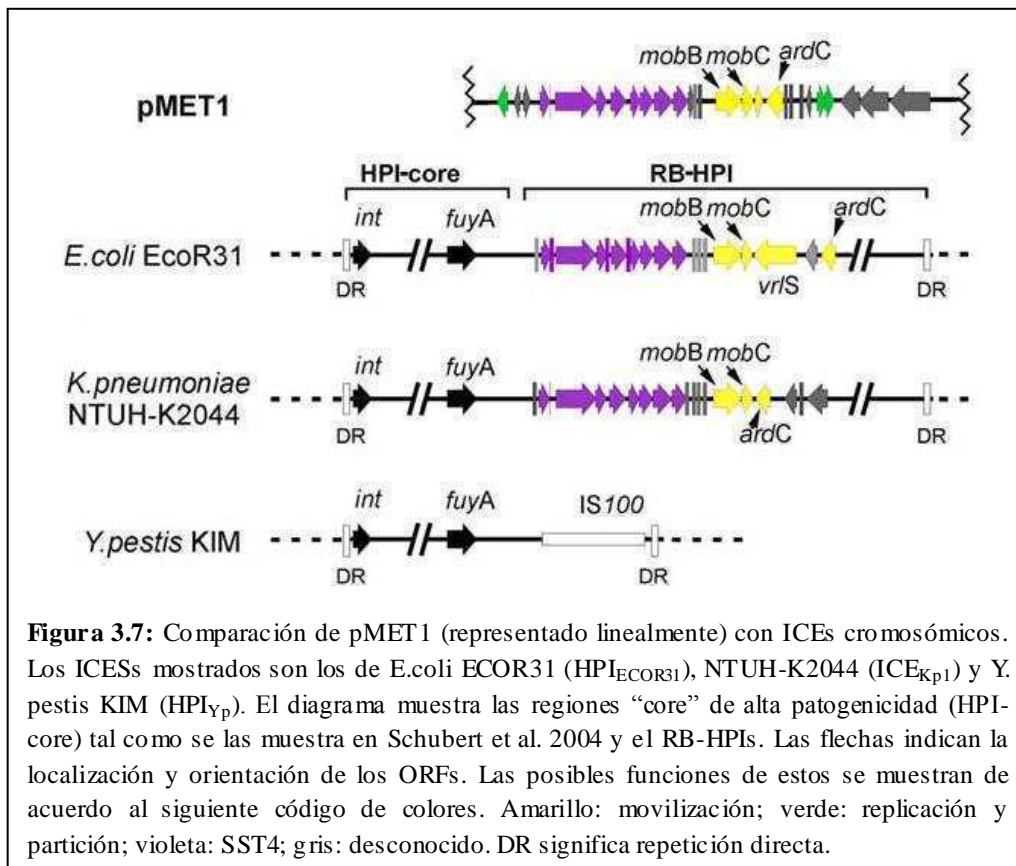 mobB mobC ardC
pMET1
HPI-core RB-HPI
int fuyA mobB mobC ardC
E.coli EcoR31
DR vrlS DR
int fuyA mobB mobC
K.pneumoniae
NTUH-K2044
DR ardC DR
int fuyA IS100
Y.pestis KIM
DR DR
Figura 3.7: Comparación de pMET1 (representado linealmente) con ICEs cromosómicos.
Los ICESs mostrados son los de E.coli ECOR31 (HPIECOR31), NTUH-K2044 (ICEKp1) y Y.
pestis KIM (HPIYp). El diagrama muestra las regiones “core” de alta patogenicidad (HPI-
core) tal como se las muestra en Schubert et al. 2004 y el RB-HPIs. Las flechas indican la
localización y orientación de los ORFs. Las posibles funciones de estos se muestran de
acuerdo al siguiente código de colores. Amarillo: movilización; verde: replicación y
partición; violeta: SST4; gris: desconocido. DR significa repetición directa.